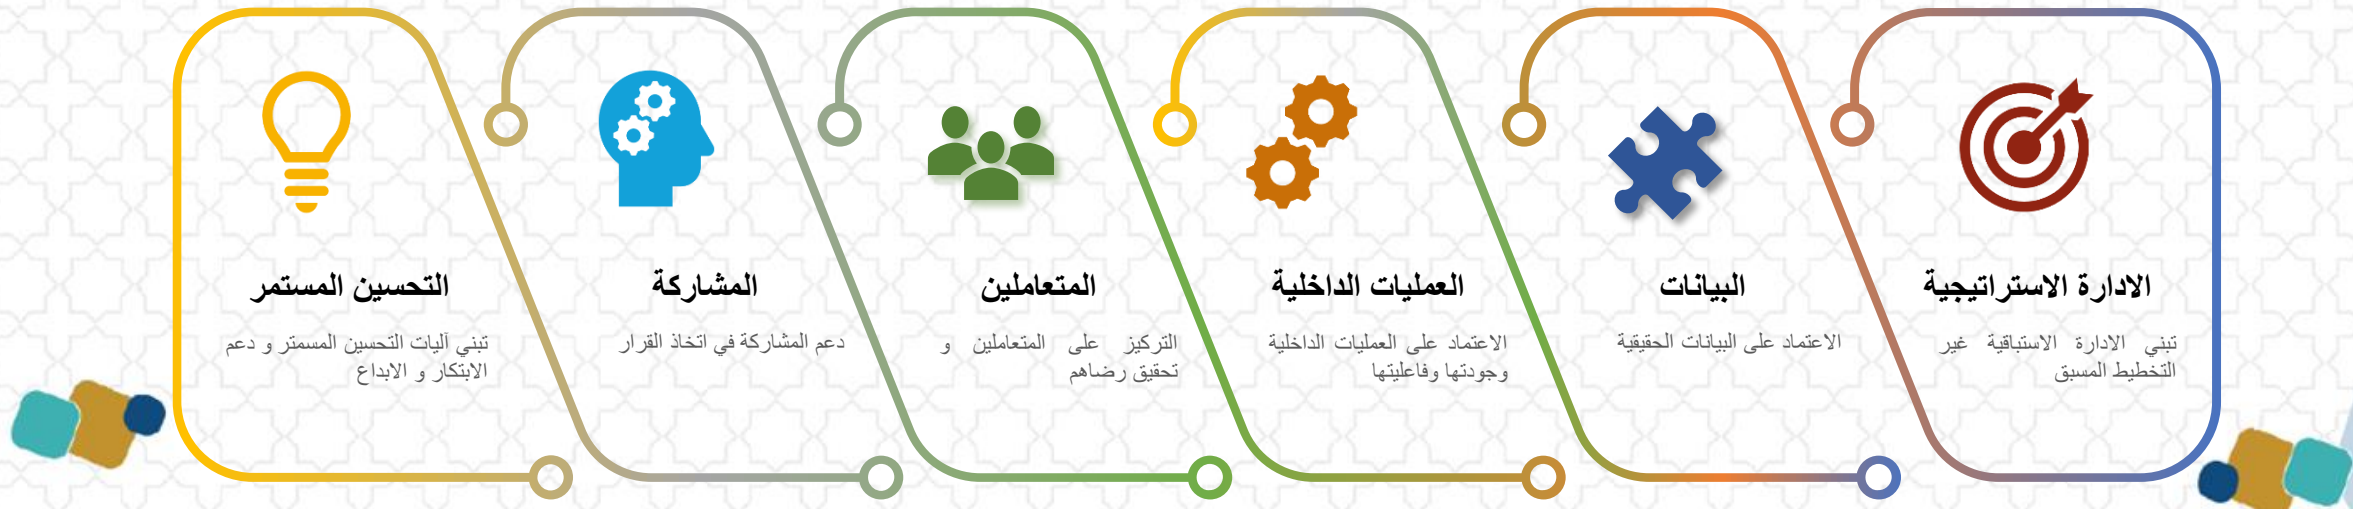 الادارة الاستراتيجية
تبني الادارة الاستباقية غير
التخطيط المسبق
البيانات
الاعتماد على البيانات الحقيقية
العمليات الداخلية
الاعتماد على العمليات الداخلية
وجودتها وفاعليتها
المتعاملين
التركيز على المتعاملين و
تحقيق رضاهم
المشاركة
دعم المشاركة في اتخاذ القرار
التحسين المستمر
تبني آليات التحسين المسمتر و دعم
الابتكار و الابداع